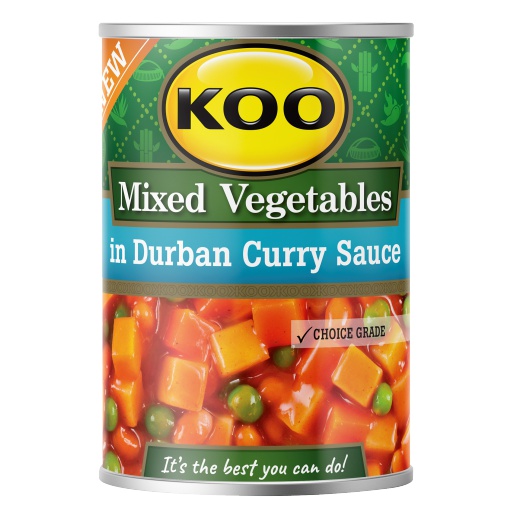 NEW
KOO
Mixed Vegetables
in Durban Curry Sauce
✓ CHOICE GRADE
It's the best you can do!